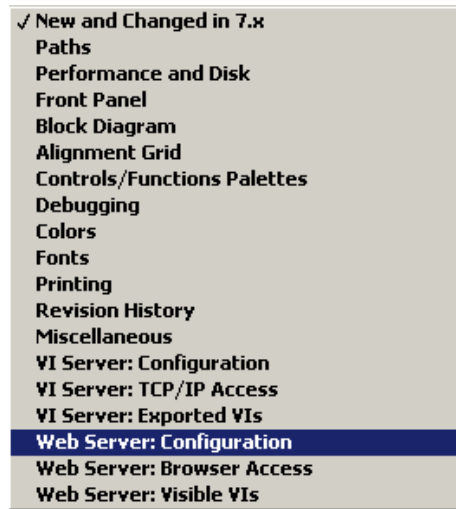 ✓ New and Changed in 7.x
Paths
Performance and Disk
Front Panel
Block Diagram
Alignment Grid
Controls/Functions Palettes
Debugging
Colors
Fonts
Printing
Revision History
Miscellaneous
VI Server: Configuration
VI Server: TCP/IP Access
VI Server: Exported VIs
Web Server: Configuration
Web Server: Browser Access
Web Server: Visible VIs